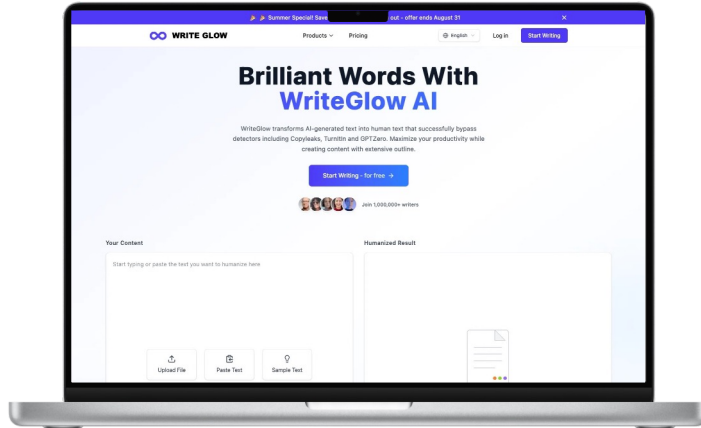 🎉 🎉 Summer Special! Save out - offer ends August 31 ✕
WRITE GLOW Products Pricing English Log in Start Writing
Brilliant Words With
WriteGlow AI
WriteGlow transforms AI-generated text into human text that successfully bypass
detectors including Copyleaks, Turnitin and GPTZero. Maximize your productivity while
creating content with extensive outline.
Start Writing - for free →
Join 1,000,000+ writers
Your Content Humanized Result
Start typing or paste the text you want to humanize here
Upload File Paste Text Sample Text